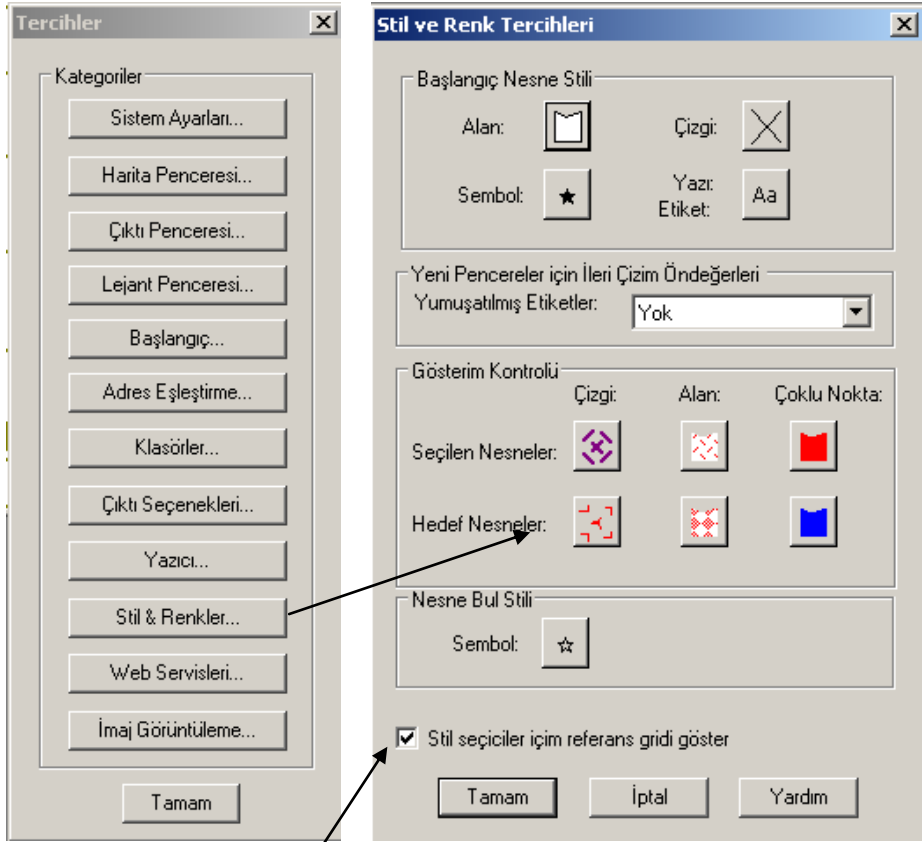 Tercihler
Kategoriler
Sistem Ayarları...
Harita Penceresi...
Çıktı Penceresi...
Lejant Penceresi...
Başlangıç...
Adres Eşleştirme...
Klasörler...
Çıktı Seçenekleri...
Yazıcı...
Stil & Renkler...
Web Servisleri...
İmaj Görüntüleme...
Tamam
Stil ve Renk Tercihleri
Başlangıç Nesne Stili
Alan:
Çizgi:
Sembol:
Yazı:
Etiket:
Aa
Yeni Pencereler için İleri Çizim Öndeğerleri
Yumuşatılmış Etiketler:
Yok
Gösterim Kontrolü
Çizgi: Alan: Çoklu Nokta:
Seçilen Nesneler:
Hedef Nesneler:
Nesne Bul Stili
Sembol:
Stil seçiciler içim referans gridi göster
Tamam İptal Yardım